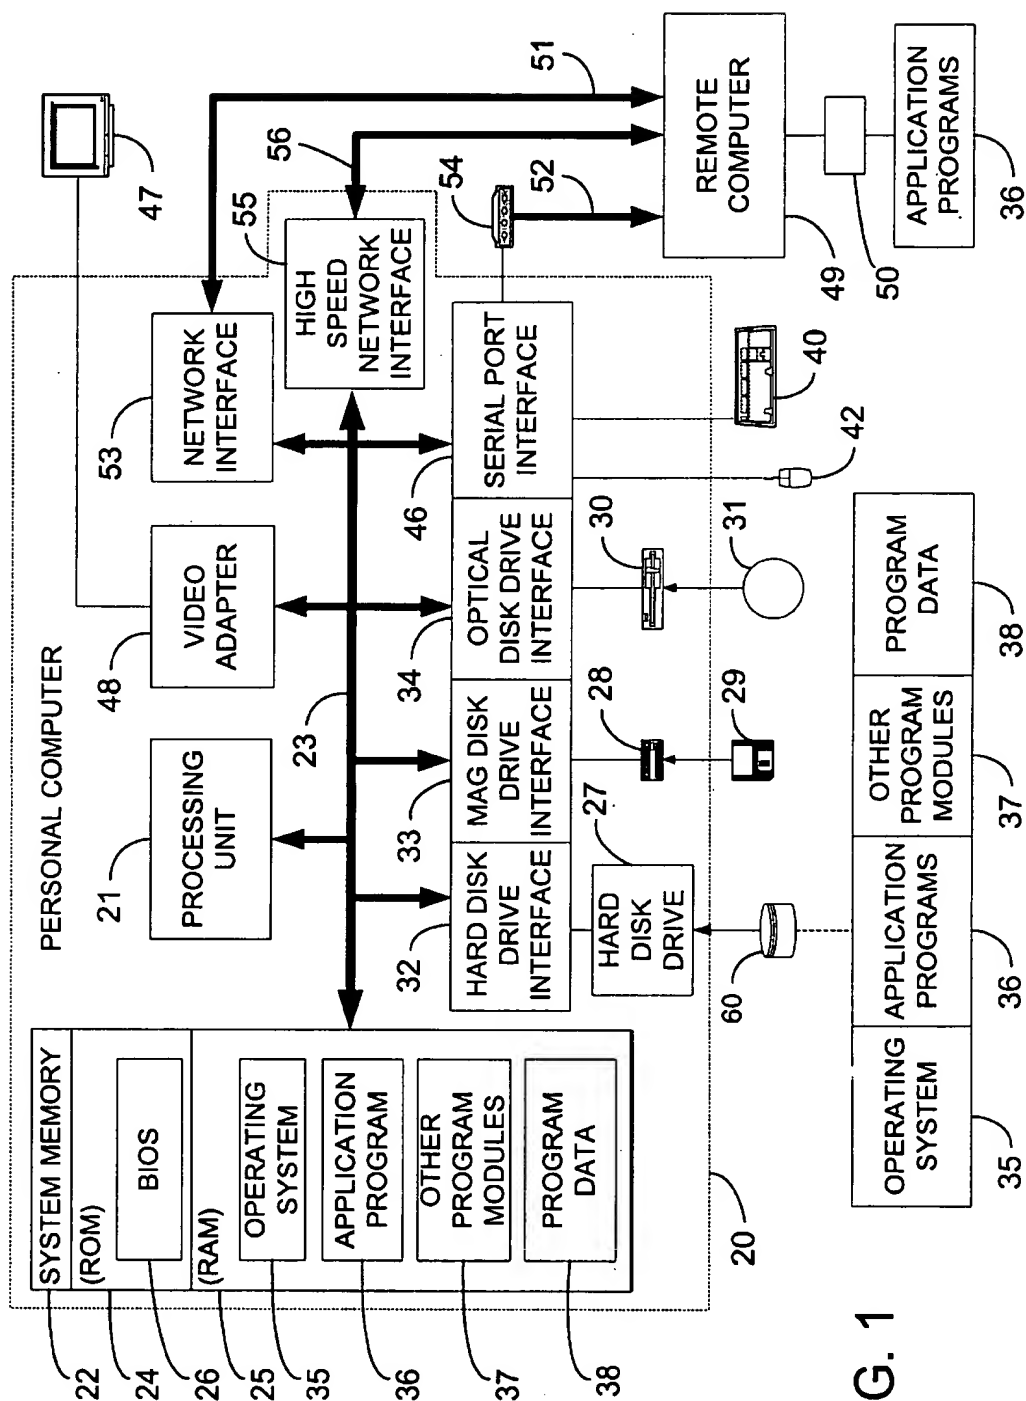 PERSONAL COMPUTER
47
SYSTEM MEMORY
22
(ROM)
24
BIOS
26
(RAM)
25
OPERATING
SYSTEM
35
APPLICATION
PROGRAM
36
OTHER
PROGRAM
MODULES
37
PROGRAM
DATA
38
PROCESSING
UNIT
21
VIDEO
ADAPTER
48
NETWORK
INTERFACE
53
HIGH
SPEED
NETWORK
INTERFACE
55
56
51
23
HARD DISK
DRIVE
INTERFACE
32
MAG DISK
DRIVE
INTERFACE
33
OPTICAL
DISK DRIVE
INTERFACE
34
SERIAL PORT
INTERFACE
46
54
52
HARD
DISK
DRIVE
27
28
29
30
31
42
40
60
20
REMOTE
COMPUTER
49
50
APPLICATION
PROGRAMS
36
OPERATING
SYSTEM
35
APPLICATION
PROGRAMS
36
OTHER
PROGRAM
MODULES
37
PROGRAM
DATA
38
G. 1